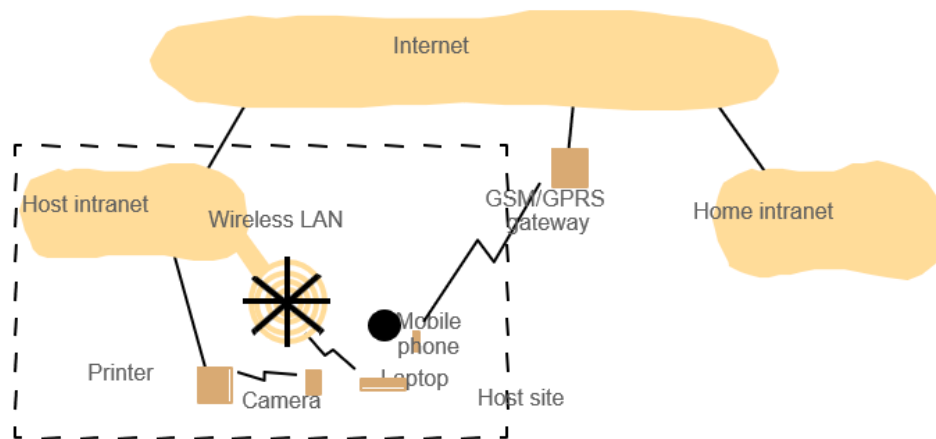 Internet
Host intranet
Wireless LAN
GSM/GPRS
gateway
Home intranet
Mobile
phone
Printer
Camera
Laptop
Host site